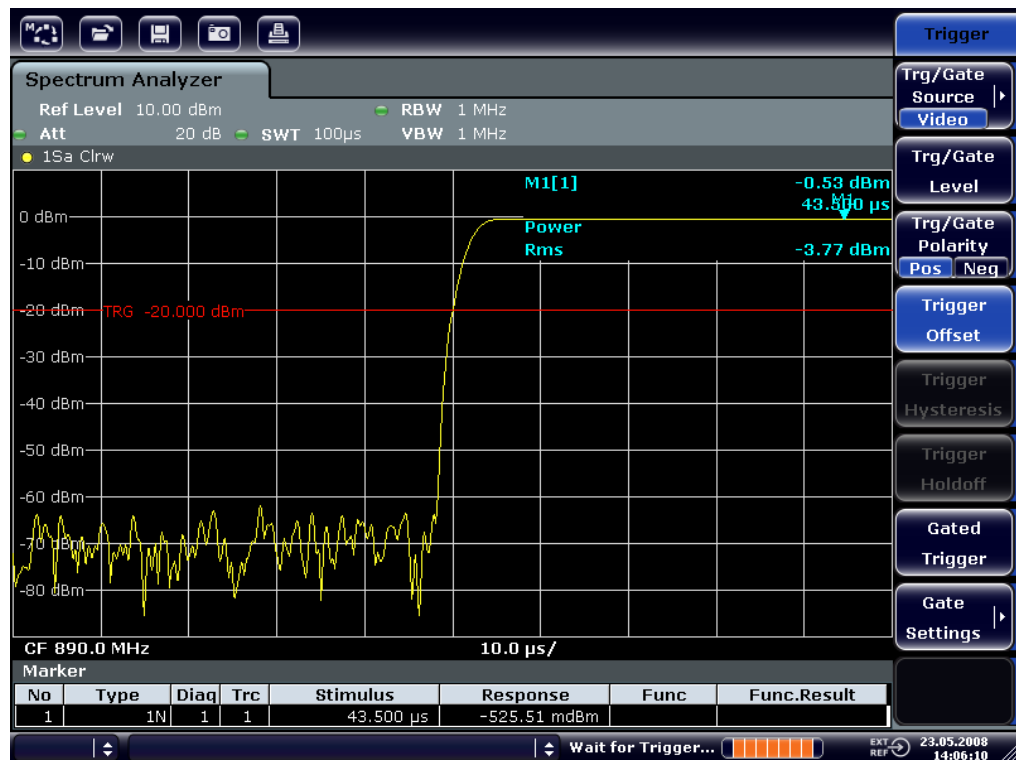 Trigger
Spectrum Analyzer
Ref Level 10.00 dBm RBW 1 MHz
Att 20 dB SWT 100µs VBW 1 MHz
1Sa Clrw
M1[1] -0.53 dBm
43.500 µs
M1
Power
Rms -3.77 dBm
0 dBm
-10 dBm
-20 dBm
TRG -20.000 dBm
-30 dBm
-40 dBm
-50 dBm
-60 dBm
-70 dBm
-80 dBm
CF 890.0 MHz 10.0 µs/
Marker
No Type Diag Trc Stimulus Response Func Func.Result
1 1N 1 1 43.500 µs -525.51 mdBm
Wait for Trigger...
EXT
REF
23.05.2008
14:06:10
Trg/Gate
Source
Video
Trg/Gate
Level
Trg/Gate
Polarity
Pos Neg
Trigger
Offset
Trigger
Hysteresis
Trigger
Holdoff
Gated
Trigger
Gate
Settings